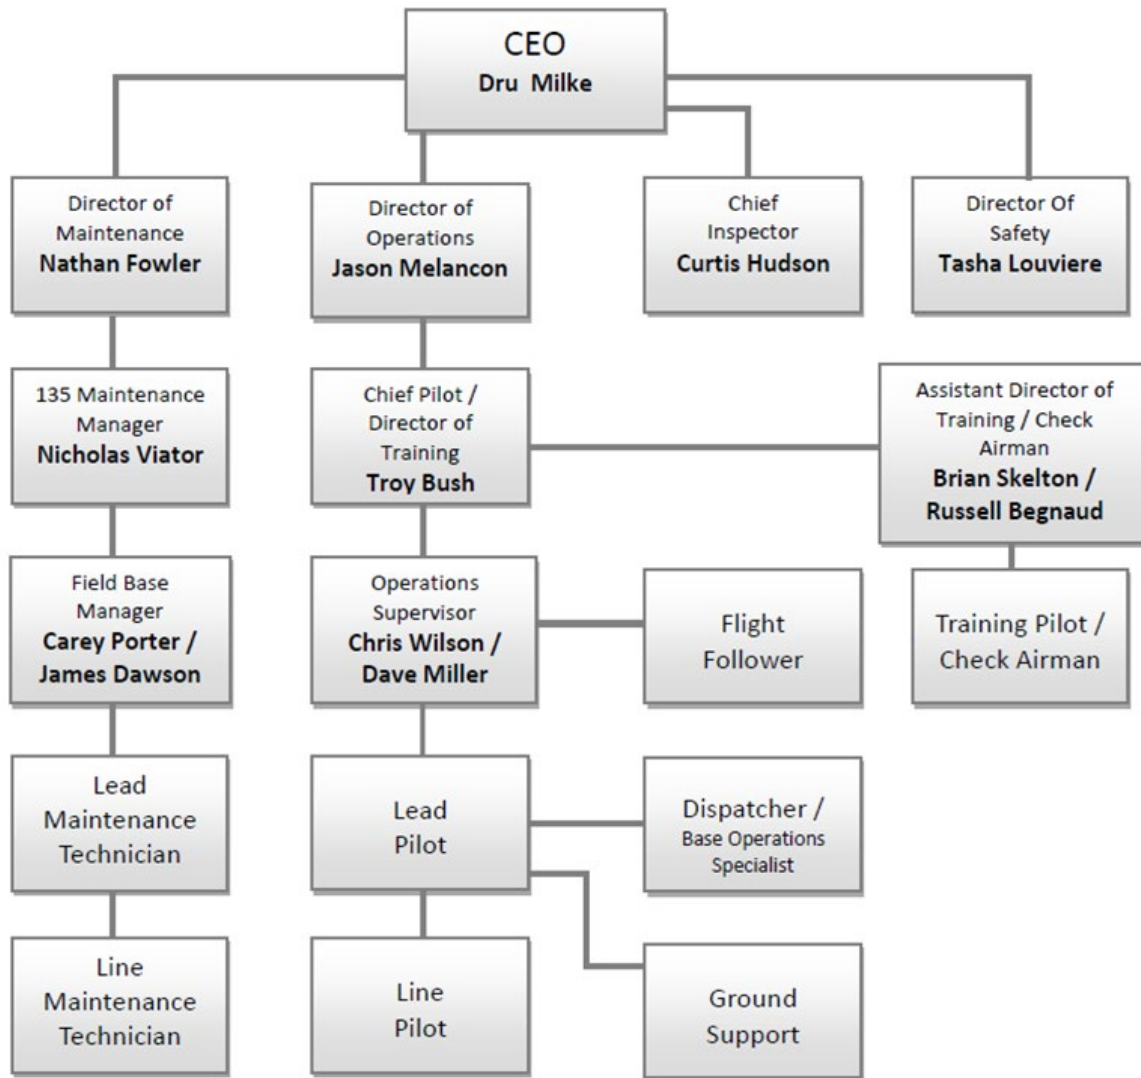 CEO
Dru Milke
Director of
Maintenance
Nathan Fowler
Director of
Operations
Jason Melancon
Chief
Inspector
Curtis Hudson
Director Of
Safety
Tasha Louviere
135 Maintenance
Manager
Nicholas Viator
Chief Pilot /
Director of
Training
Troy Bush
Assistant Director of
Training / Check
Airman
Brian Skelton /
Russell Begnaud
Field Base
Manager
Carey Porter /
James Dawson
Operations
Supervisor
Chris Wilson /
Dave Miller
Flight
Follower
Training Pilot /
Check Airman
Lead
Maintenance
Technician
Lead
Pilot
Dispatcher /
Base Operations
Specialist
Line
Maintenance
Technician
Line
Pilot
Ground
Support